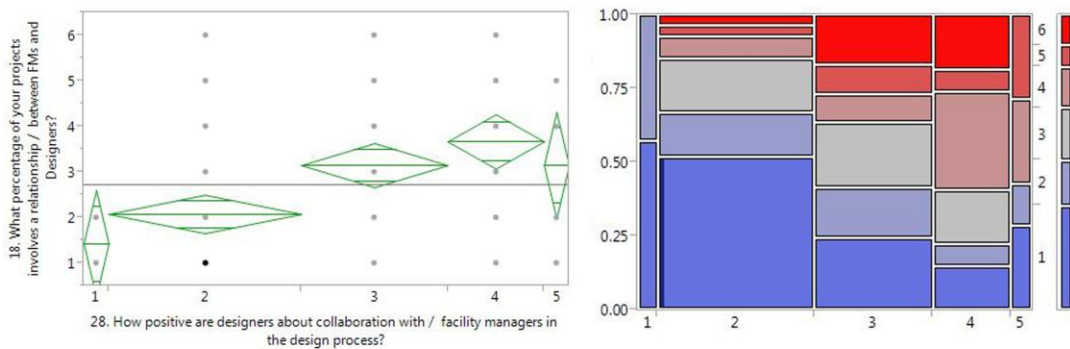 18. What percentage of your projects
involves a relationship / between FMs and
Designers?
6
5
4
3
2
1
1 2 3 4 5
28. How positive are designers about collaboration with / facility managers in
the design process?
1.00
0.75
0.50
0.25
0.00
1 2 3 4 5
6
5
4
3
2
1